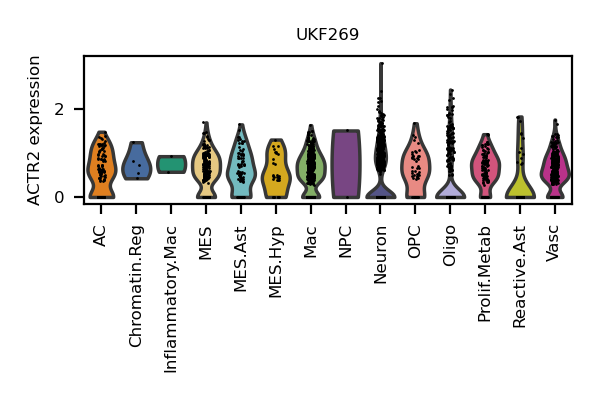 UKF269
ACTR2 expression
2
0
AC
Chromatin.Reg
Inflammatory.Mac
MES
MES.Ast
MES.Hyp
Mac
NPC
Neuron
OPC
Oligo
Prolif.Metab
Reactive.Ast
Vasc